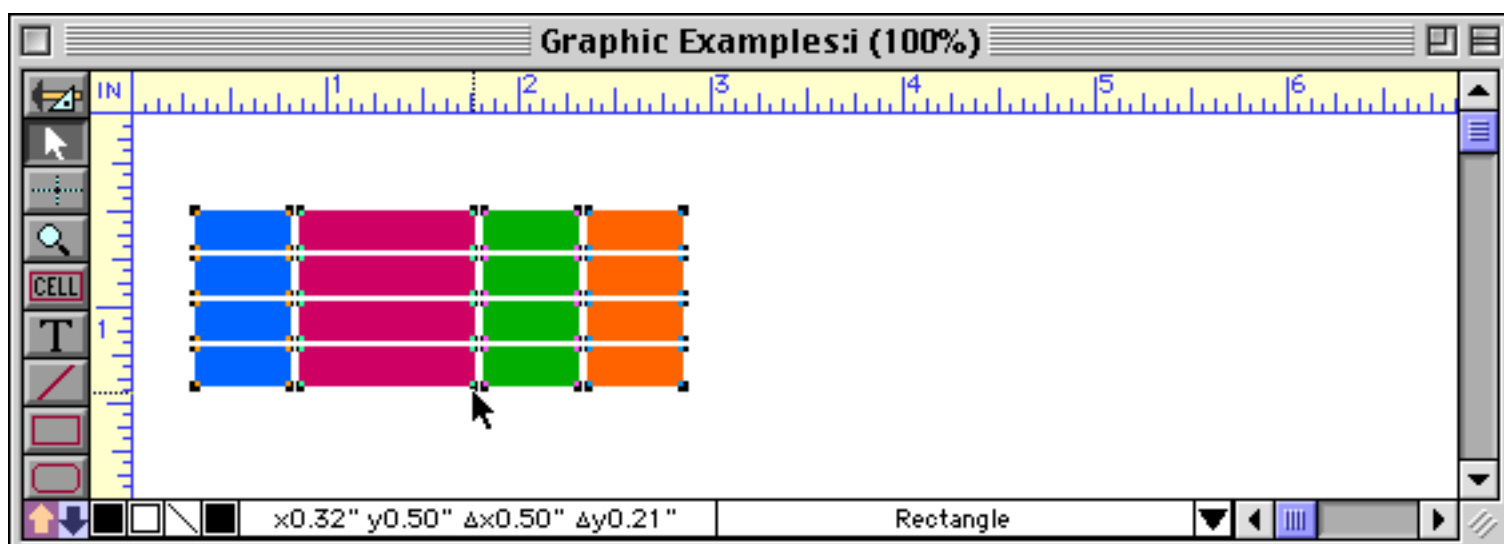 Graphic Examples:i (100%)
IN 1 2 3 4 5 6
CELL
T
1
x0.32" y0.50" Δx0.50" Δy0.21" Rectangle